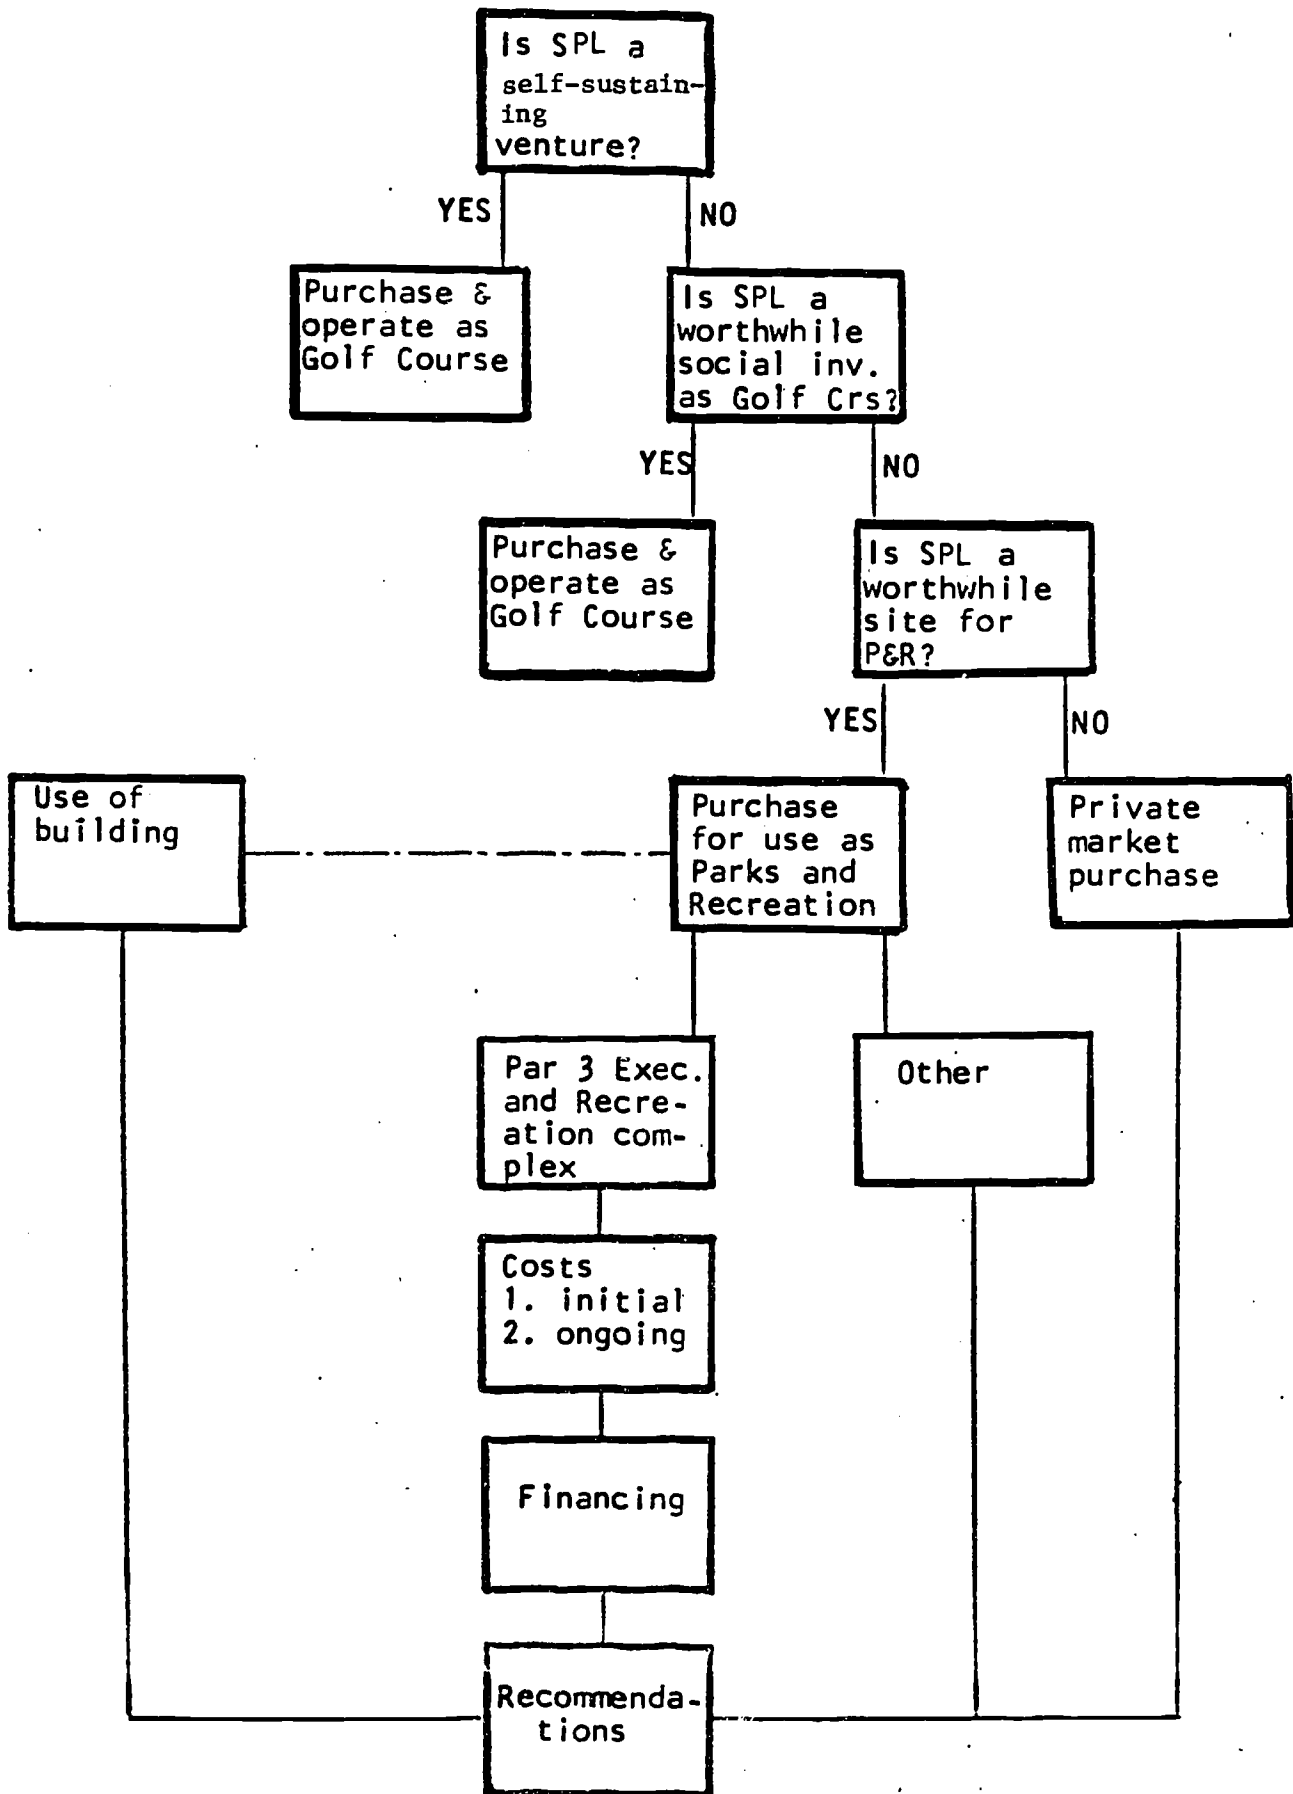 Is SPL a
self-sustain-
ing
venture?
YES
NO
Purchase &
operate as
Golf Course
Is SPL a
worthwhile
social inv.
as Golf Crs?
YES
NO
Purchase &
operate as
Golf Course
Is SPL a
worthwhile
site for
P&R?
YES
NO
Use of
building
Purchase
for use as
Parks and
Recreation
Private
market
purchase
Par 3 Exec.
and Recre-
ation com-
plex
Other
Costs
1. initial
2. ongoing
Financing
Recommenda-
tions